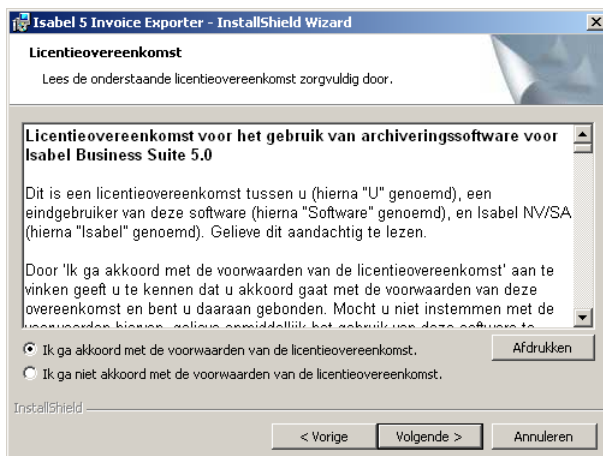 Isabel 5 Invoice Exporter - InstallShield Wizard
Licentieovereenkomst
Lees de onderstaande licentieovereenkomst zorgvuldig door.
Licentieovereenkomst voor het gebruik van archiveringssoftware voor
Isabel Business Suite 5.0
Dit is een licentieovereenkomst tussen u (hierna "U" genoemd), een
eindgebruiker van deze software (hierna "Software" genoemd), en Isabel NV/SA
(hierna "Isabel" genoemd). Gelieve dit aandachtig te lezen.
Door 'Ik ga akkoord met de voorwaarden van de licentieovereenkomst' aan te
vinken geeft u te kennen dat u akkoord gaat met de voorwaarden van deze
overeenkomst en bent u daaraan gebonden. Mocht u niet instemmen met de
Ik ga akkoord met de voorwaarden van de licentieovereenkomst.
Afdrukken
Ik ga niet akkoord met de voorwaarden van de licentieovereenkomst.
InstallShield
< Vorige
Volgende >
Annuleren